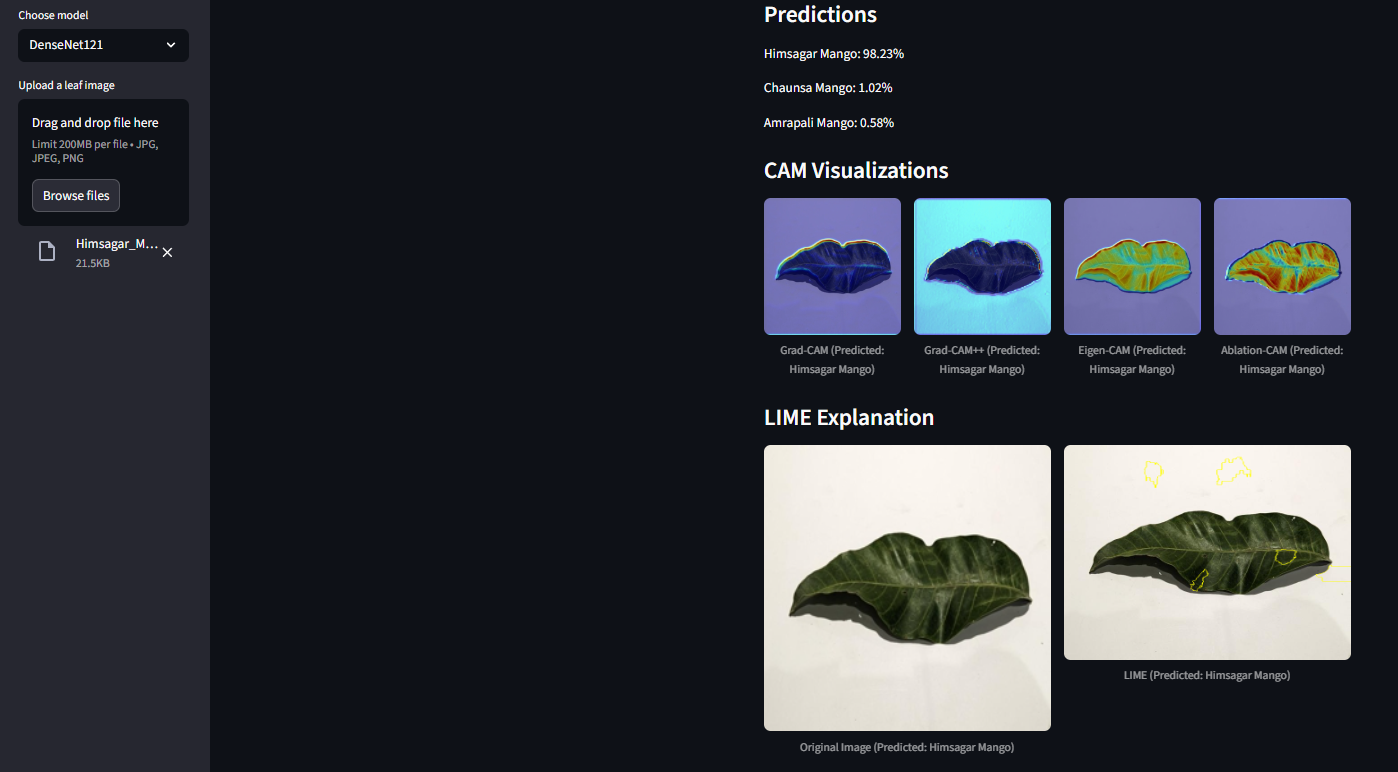 Choose model
DenseNet121
Upload a leaf image
Drag and drop file here
Limit 200MB per file • JPG,
JPEG, PNG
Browse files
Himsagar_M...
21.5KB
Predictions
Himsagar Mango: 98.23%
Chaunsa Mango: 1.02%
Amrapali Mango: 0.58%
CAM Visualizations
Grad-CAM (Predicted:
Himsagar Mango)
Grad-CAM++ (Predicted:
Himsagar Mango)
Eigen-CAM (Predicted:
Himsagar Mango)
Ablation-CAM (Predicted:
Himsagar Mango)
LIME Explanation
Original Image (Predicted: Himsagar Mango)
LIME (Predicted: Himsagar Mango)